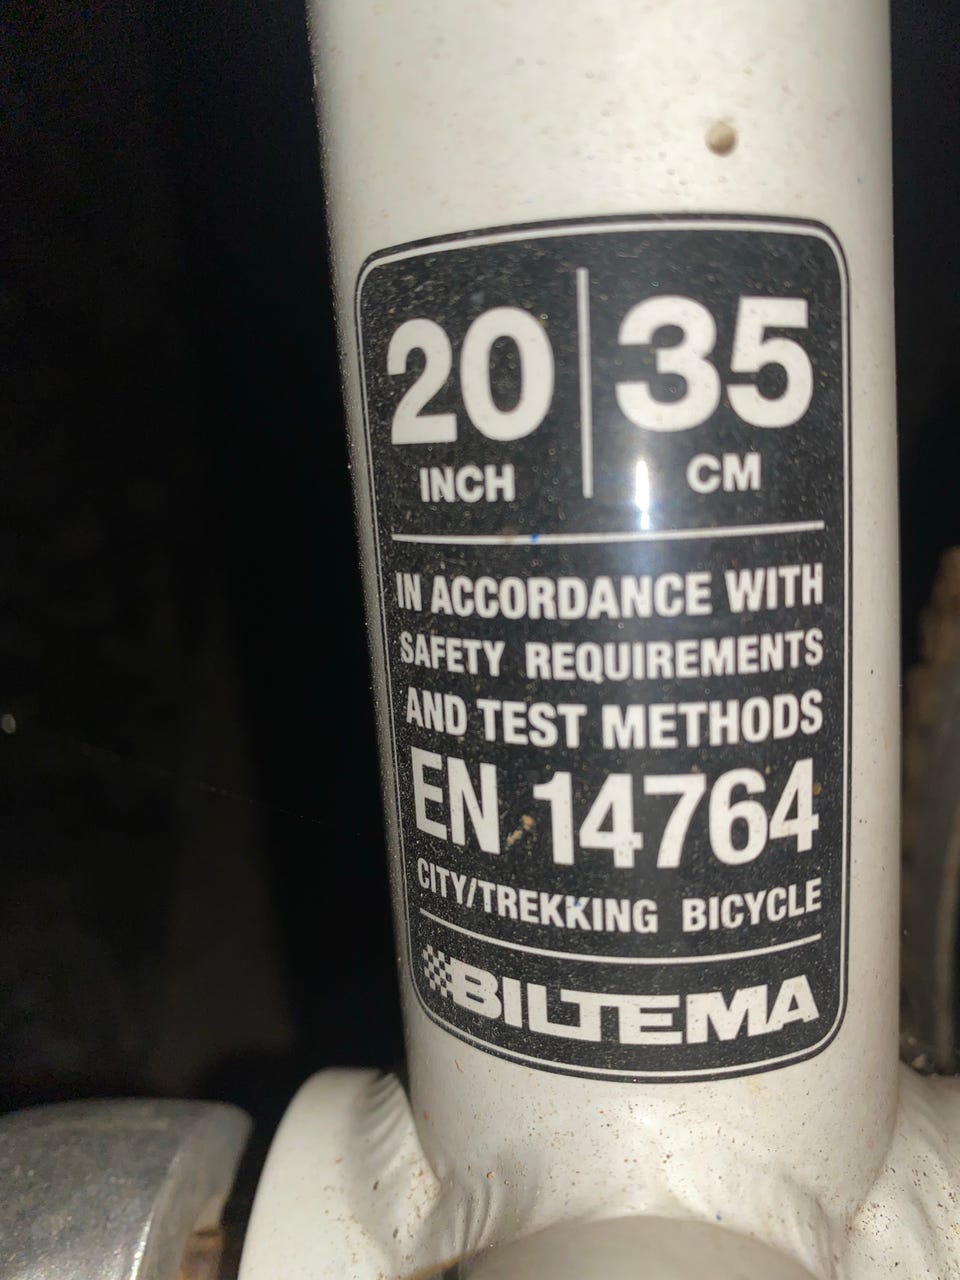 20 35
INCH CM
IN ACCORDANCE WITH
SAFETY REQUIREMENTS
AND TEST METHODS
EN 14764
CITY/TREKKING BICYCLE
BILTEMA